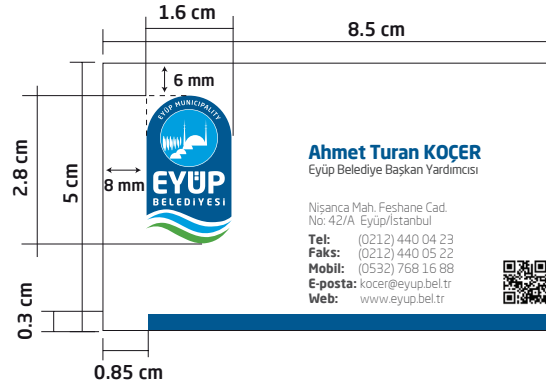 1.6 cm
8.5 cm
6 mm
EYÜP MUNICIPALITY
2.8 cm
5 cm
8 mm
EYÜP
BELEDİYESİ
Ahmet Turan KOÇER
Eyüp Belediye Başkan Yardımcısı
Nişanca Mah. Feshane Cad.
No: 42/A Eyüp/İstanbul
Tel: (0212) 440 04 23
Faks: (0212) 440 05 22
Mobil: (0532) 768 16 88
E-posta: kocer@eyup.bel.tr
Web: www.eyup.bel.tr
0.3 cm
0.85 cm